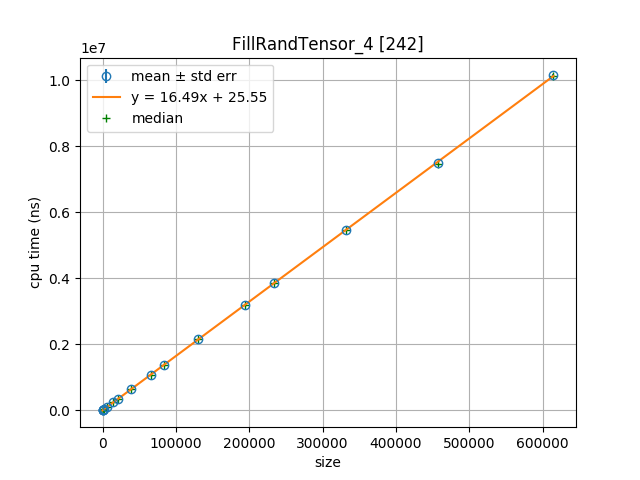 FillRandTensor_4 [242]
1e7
mean ± std err
y = 16.49x + 25.55
median
1.0
0.8
0.6
0.4
0.2
0.0
cpu time (ns)
0 100000 200000 300000 400000 500000 600000
size